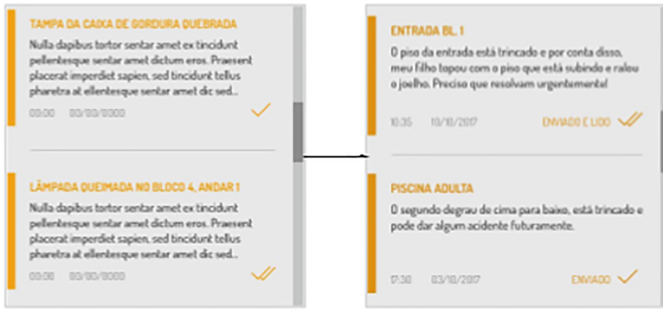 TAMPA DA CAIXA DE GORDURA QUEBRADA
Nulla dapibus tortor sentar amet ex tincidunt
pellentesque sentar amet dictum eros. Praesent
placerat imperdiet sapien, sed tincidunt tellus
pharetra at ellentesque sentar amet dic sed...
00:00 00/00/0000
LÂMPADA QUEIMADA NO BLOCO 4, ANDAR 1
Nulla dapibus tortor sentar amet ex tincidunt
pellentesque sentar amet dictum eros. Praesent
placerat imperdiet sapien, sed tincidunt tellus
pharetra at ellentesque sentar amet dic sed...
00:00 00/00/0000
ENTRADA BL. 1
O piso da entrada está trincado e por conta disso,
meu filho topou com o piso que está subindo e ralou
o joelho. Preciso que resolvam urgentemente!
10:35 10/10/2017 ENVIADO E LIDO
PISCINA ADULTA
O segundo degrau de cima para baixo, está trincado e
pode dar algum acidente futuramente.
17:30 03/10/2017 ENVIADO